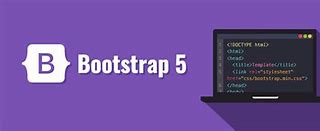 B
Bootstrap 5
<!DOCTYPE html>
<html>
<head>
<title>Template</title>
<link rel="stylesheet"
href="css/bootstrap.min.css">
</head>
<body>